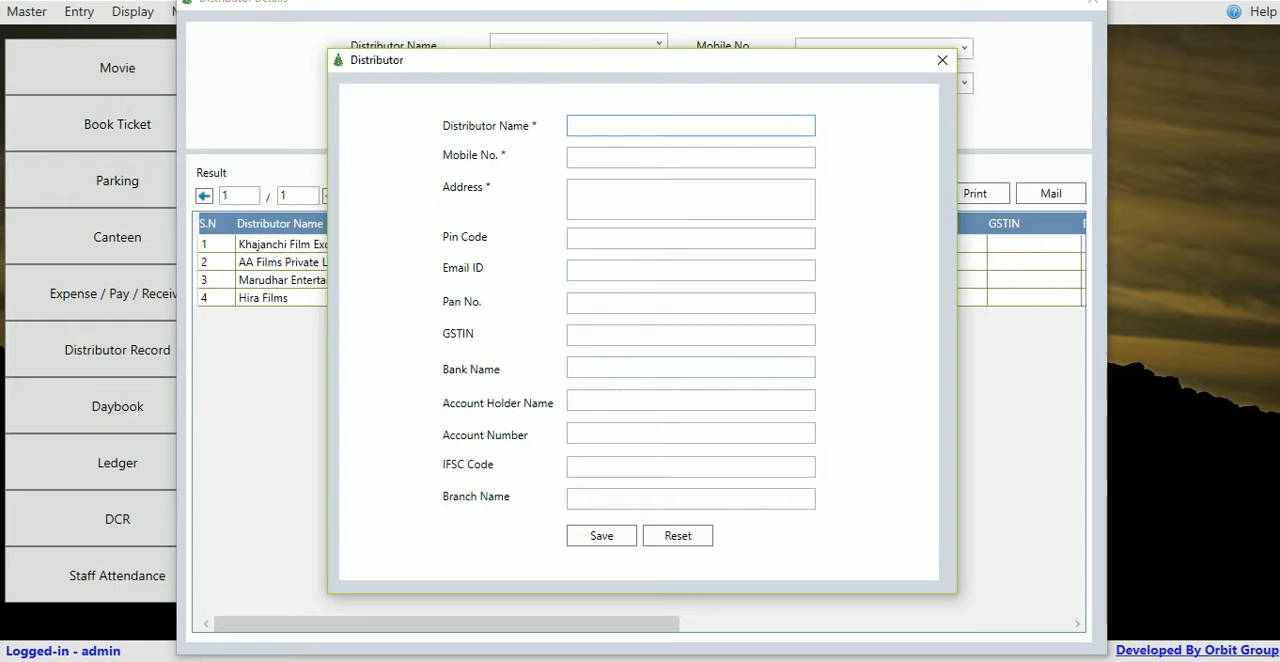 Master Entry Display Help
Distributor Details
Distributor Name Mobile No
Distributor
Movie
Book Ticket
Parking
Canteen
Expense / Pay / Receiv
Distributor Record
Daybook
Ledger
DCR
Staff Attendance
Result
1 / 1
Print Mail
S.N Distributor Name GSTIN
1 Khajanchi Film Exc
2 AA Films Private L
3 Marudhar Enterta
4 Hira Films
Distributor Name *
Mobile No. *
Address *
Pin Code
Email ID
Pan No.
GSTIN
Bank Name
Account Holder Name
Account Number
IFSC Code
Branch Name
Save Reset
Logged-in - admin
Developed By Orbit Group